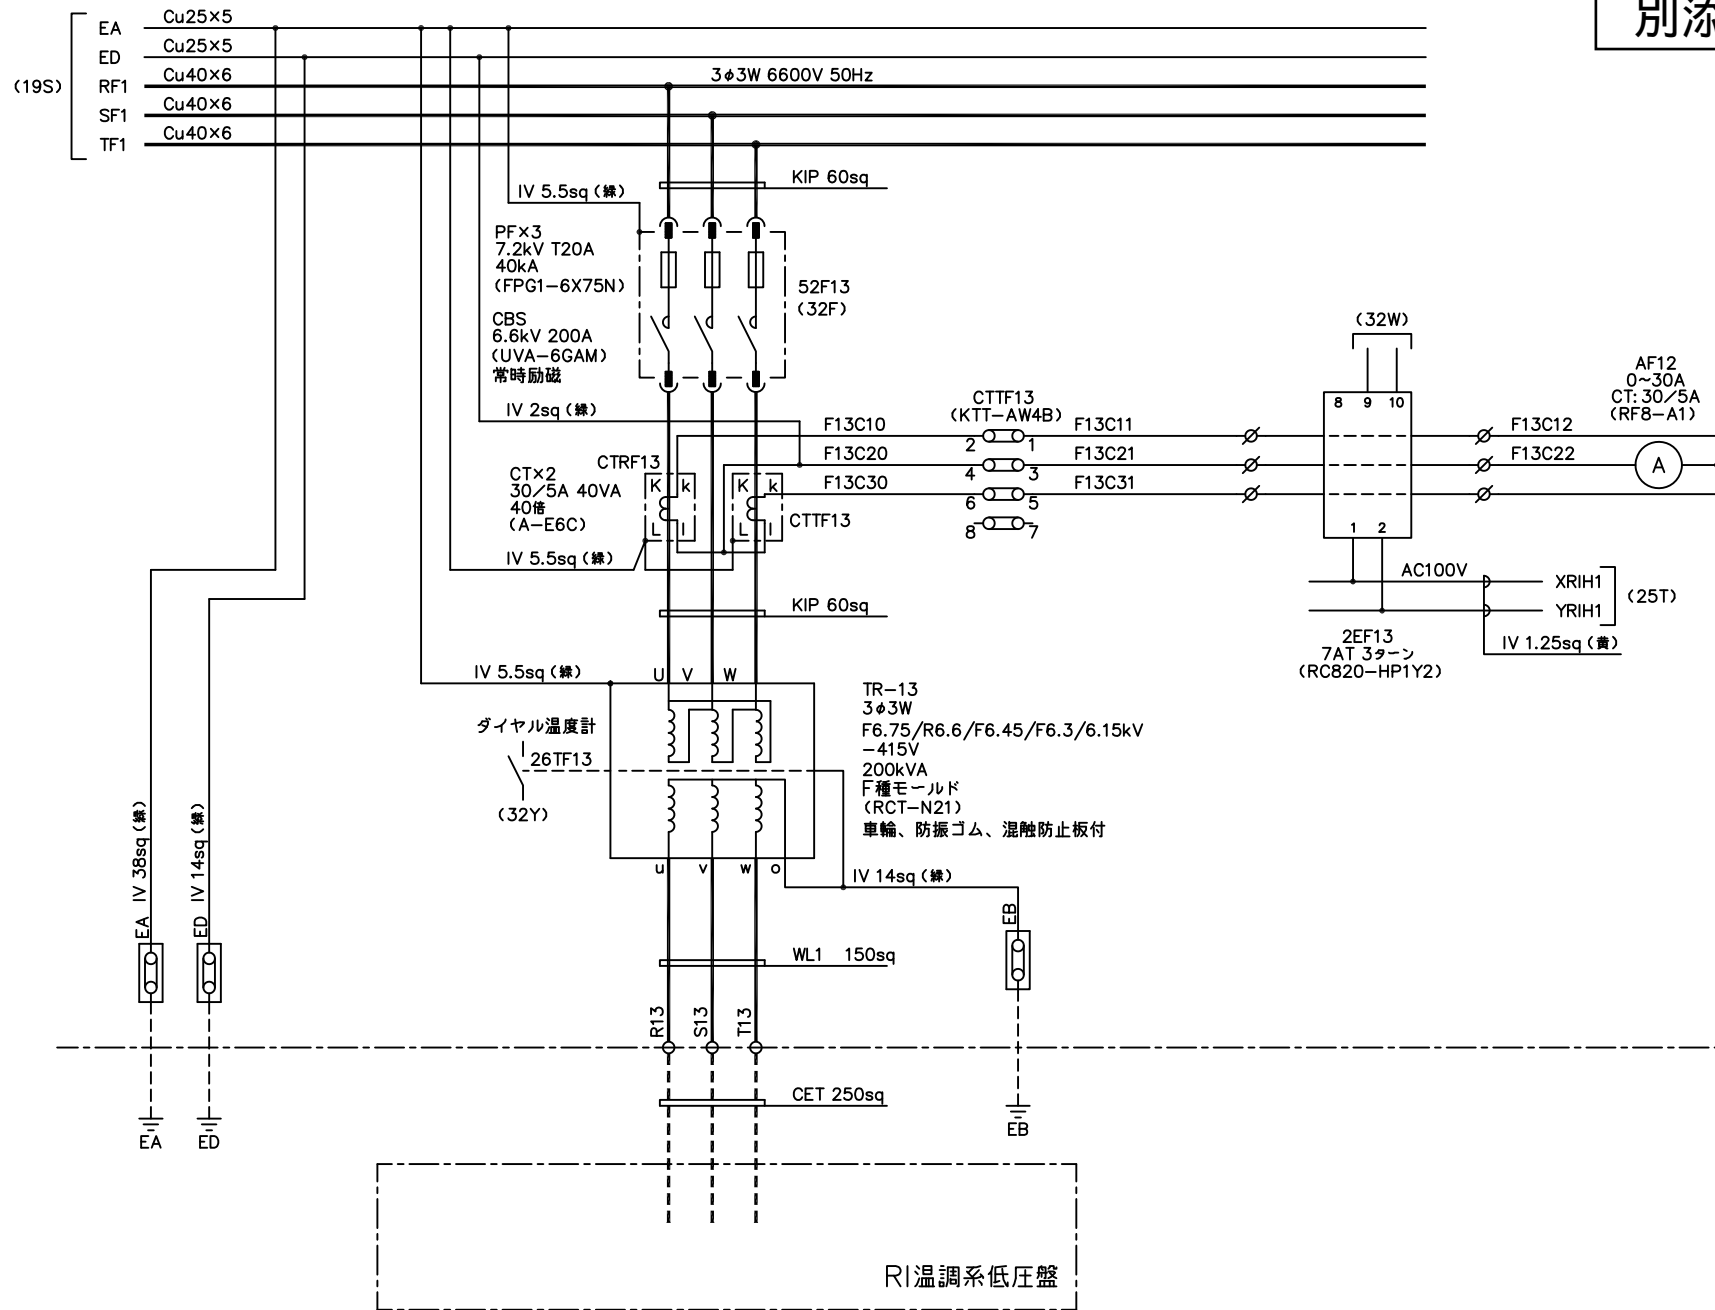 別添
(19S)
EA Cu25×5
ED Cu25×5
RF1 Cu40×6
SF1 Cu40×6
TF1 Cu40×6
3φ3W 6600V 50Hz
KIP 60sq
IV 5.5sq(緑)
PF×3
7.2kV T20A
40kA
(FPG1-6X75N)
CBS
6.6kV 200A
(UVA-6GAM)
常時励磁
52F13
(32F)
IV 2sq(緑)
CTRF13
CT×2
30/5A 40VA
40倍
(A-E6C)
K k
L l
K k
L l
CTTF13
IV 5.5sq(緑)
F13C10
F13C20
F13C30
CTTF13
(KTT-AW4B)
2 1
4 3
6 5
8 7
F13C11
F13C21
F13C31
(32W)
8 9 10
1 2
F13C12
F13C22
AF12
0~30A
CT:30/5A
(RF8-A1)
A
AC100V
XRIH1
YRIH1
(25T)
IV 1.25sq(黄)
2EF13
7AT 3ターン
(RC820-HP1Y2)
KIP 60sq
IV 5.5sq(緑)
U V W
ダイヤル温度計
26TF13
(32Y)
TR-13
3φ3W
F6.75/R6.6/F6.45/F6.3/6.15kV
-415V
200kVA
F種モールド
(RCT-N21)
車輪、防振ゴム、混触防止板付
u v w o
IV 14sq(緑)
EA IV 38sq(緑)
ED IV 14sq(緑)
EB
WL1 150sq
R13
S13
T13
CET 250sq
EA
ED
EB
RI温調系低圧盤